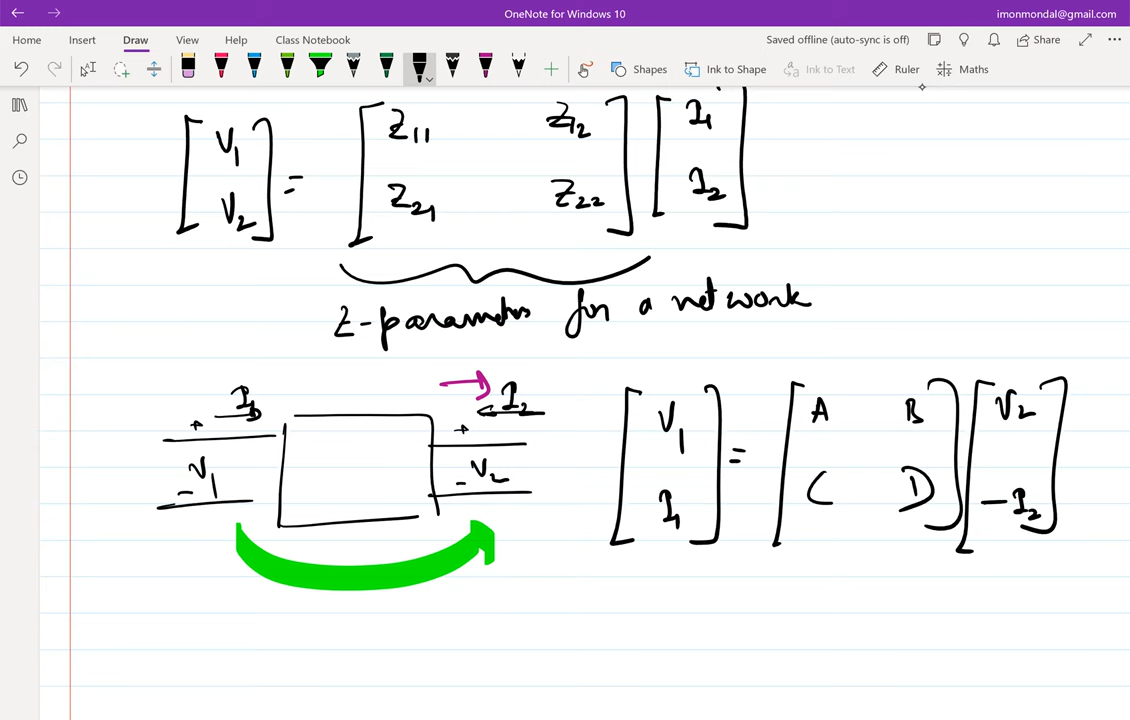 OneNote for Windows 10
imonmondal@gmail.com
Home Insert Draw View Help Class Notebook
Saved offline (auto-sync is off) Share
Shapes Ink to Shape Ink to Text Ruler Maths
[V1 V2] = [Z11 Z12 Z21 Z22] [I1 I2]
Z-parameters for a network
I1 I2
+ +
- V1 - V2
[V1 I1] = [A B C D] [V2 -I2]